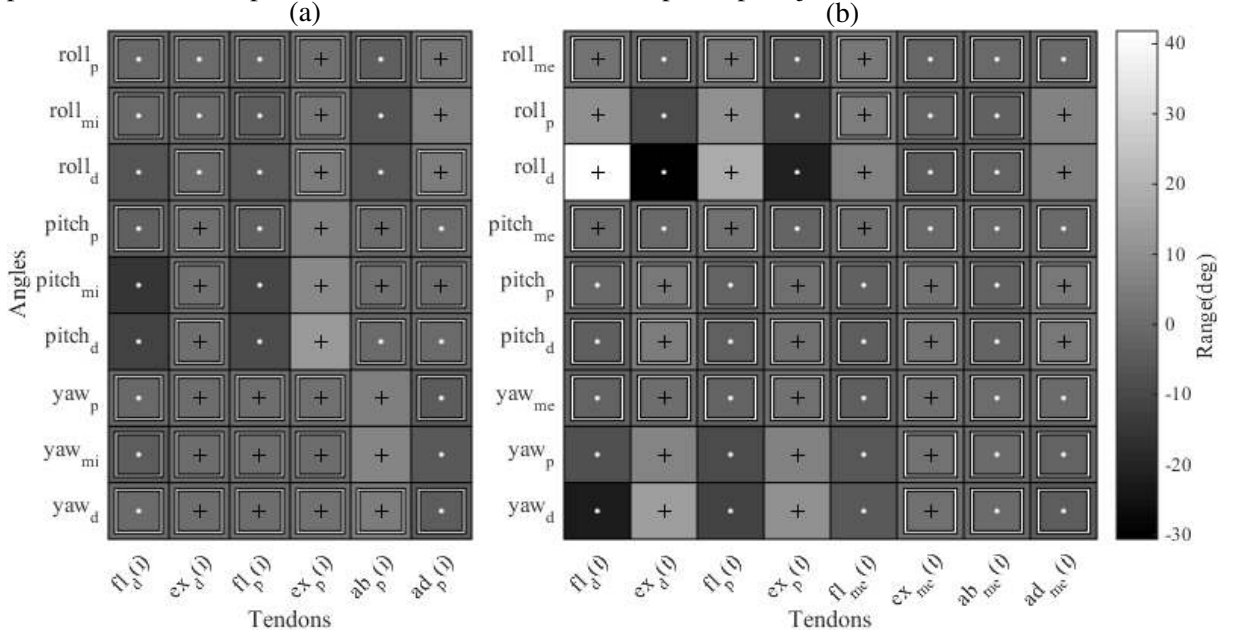 (a)
(b)
Angles
roll_p
roll_mi
roll_d
pitch_p
pitch_mi
pitch_d
yaw_p
yaw_mi
yaw_d
fl_d(i)
ex_d(i)
fl_p(i)
ex_p(i)
ab_p(i)
ad_p(i)
Tendons
roll_me
roll_p
roll_d
pitch_me
pitch_p
pitch_d
yaw_me
yaw_p
yaw_d
fl_d(t)
ex_d(t)
fl_p(t)
ex_p(t)
fl_me(t)
ex_me(t)
ab_me(t)
ad_me(t)
Tendons
40
30
20
10
0
-10
-20
-30
Range(deg)